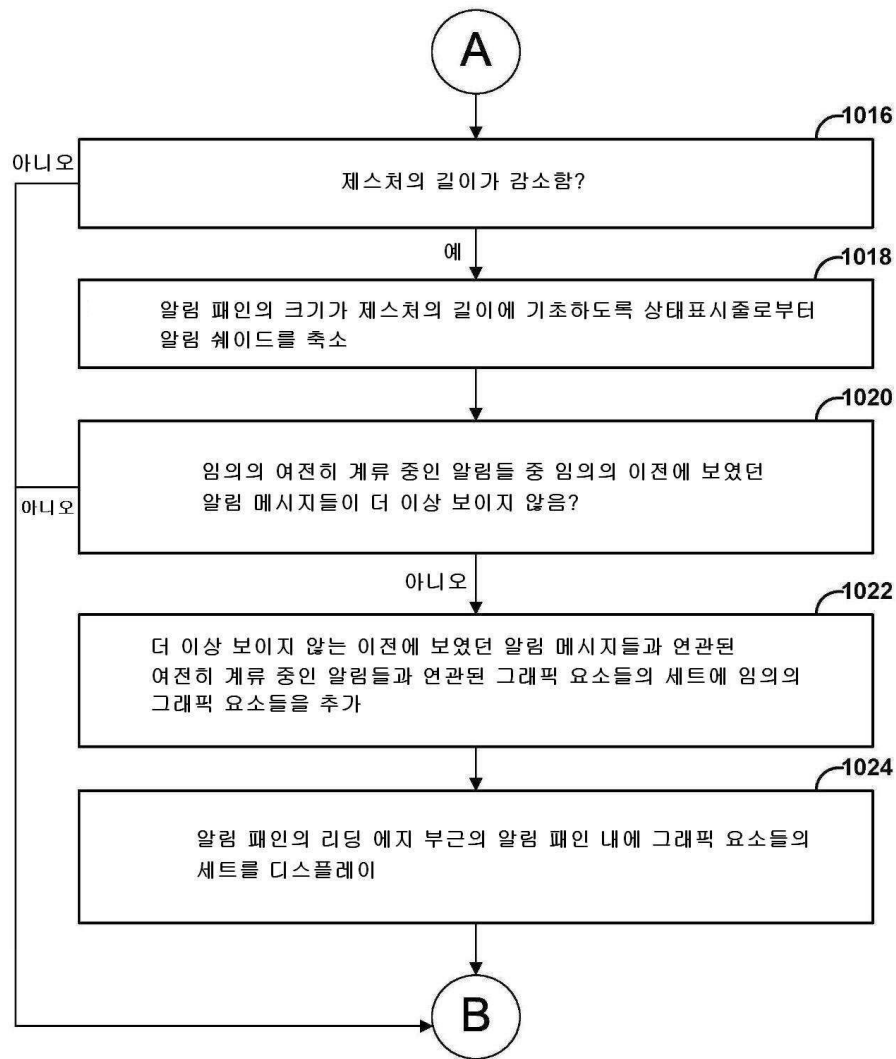 A
1016
아니오
제스처의 길이가 감소함?
예
1018
알림 패인의 크기가 제스처의 길이에 기초하도록 상태표시줄로부터
알림 쉐이드를 축소
1020
임의의 여전히 계류 중인 알림들 중 임의의 이전에 보였던
알림 메시지들이 더 이상 보이지 않음?
아니오
아니오
1022
더 이상 보이지 않는 이전에 보였던 알림 메시지들과 연관된
여전히 계류 중인 알림들과 연관된 그래픽 요소들의 세트에 임의의
그래픽 요소들을 추가
1024
알림 패인의 리딩 에지 부근의 알림 패인 내에 그래픽 요소들의
세트를 디스플레이
B